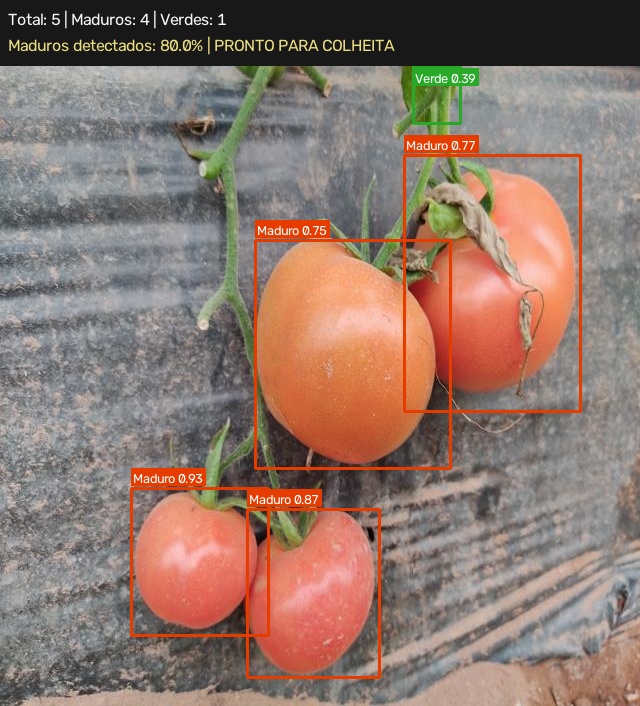 Total: 5 | Maduros: 4 | Verdes: 1
Maduros detectados: 80.0% | PRONTO PARA COLHEITA
Verde 0.39
Maduro 0.77
Maduro 0.75
Maduro 0.93
Maduro 0.87